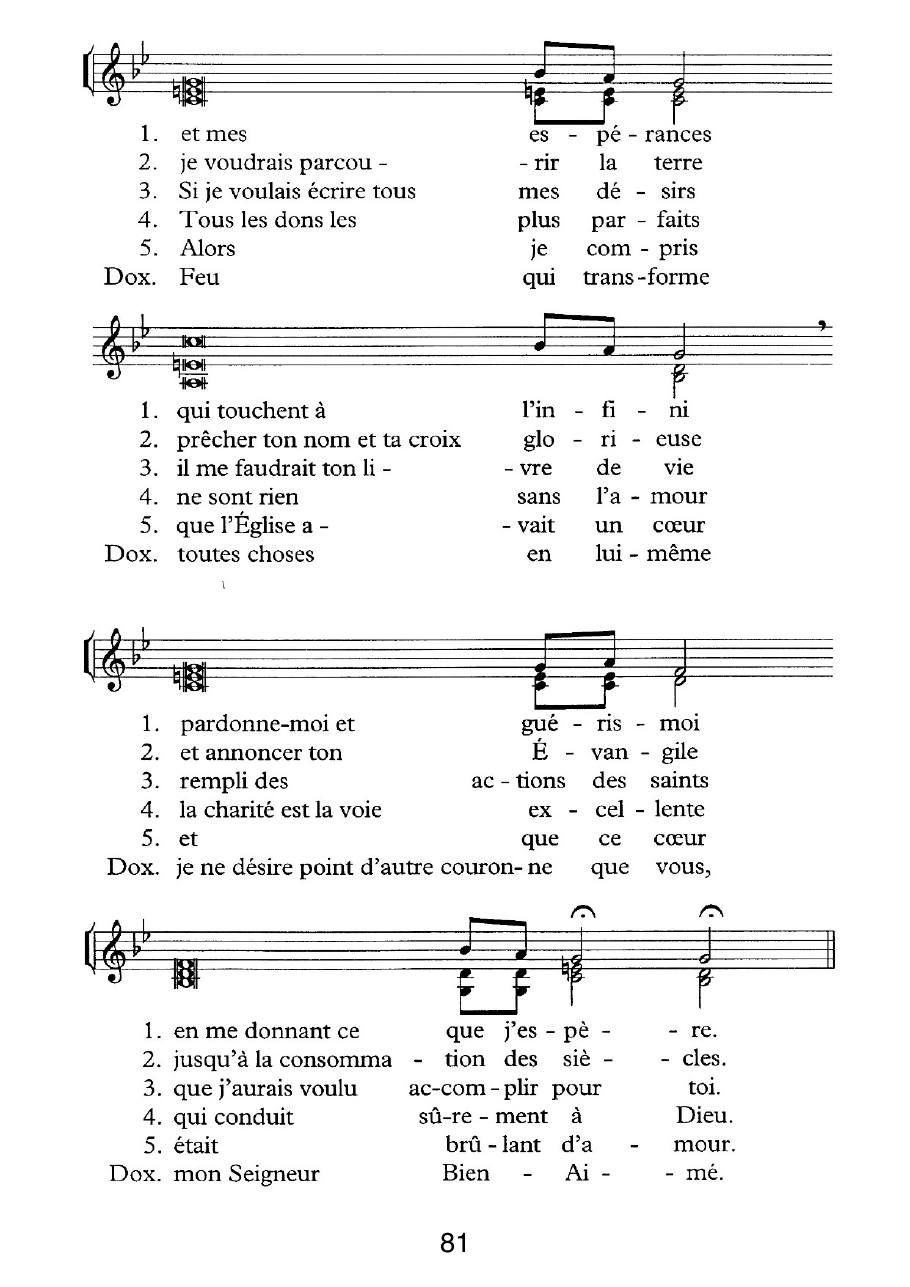 1. et mes es - pé - rances
2. je voudrais parcou - - rir la terre
3. Si je voulais écrire tous mes dé - sirs
4. Tous les dons les plus par - faits
5. Alors je com - pris
Dox. Feu qui trans - forme
1. qui touchent à l'in - fi - ni
2. prêcher ton nom et ta croix glo - ri - euse
3. il me faudrait ton li - - vre de vie
4. ne sont rien sans l'a - mour
5. que l'Église a - - vait un cœur
Dox. toutes choses en lui - même
1. pardonne-moi et gué - ris - moi
2. et annoncer ton É - van - gile
3. rempli des ac - tions des saints
4. la charité est la voie ex - cel - lente
5. et que ce cœur
Dox. je ne désire point d'autre couron- ne que vous,
1. en me donnant ce que j'es - pè - - re.
2. jusqu'à la consomma - tion des siè - - cles.
3. que j'aurais voulu ac-com - plir pour toi.
4. qui conduit sû-re - ment à Dieu.
5. était brû - lant d'a - mour.
Dox. mon Seigneur Bien - Ai - - mé.
81